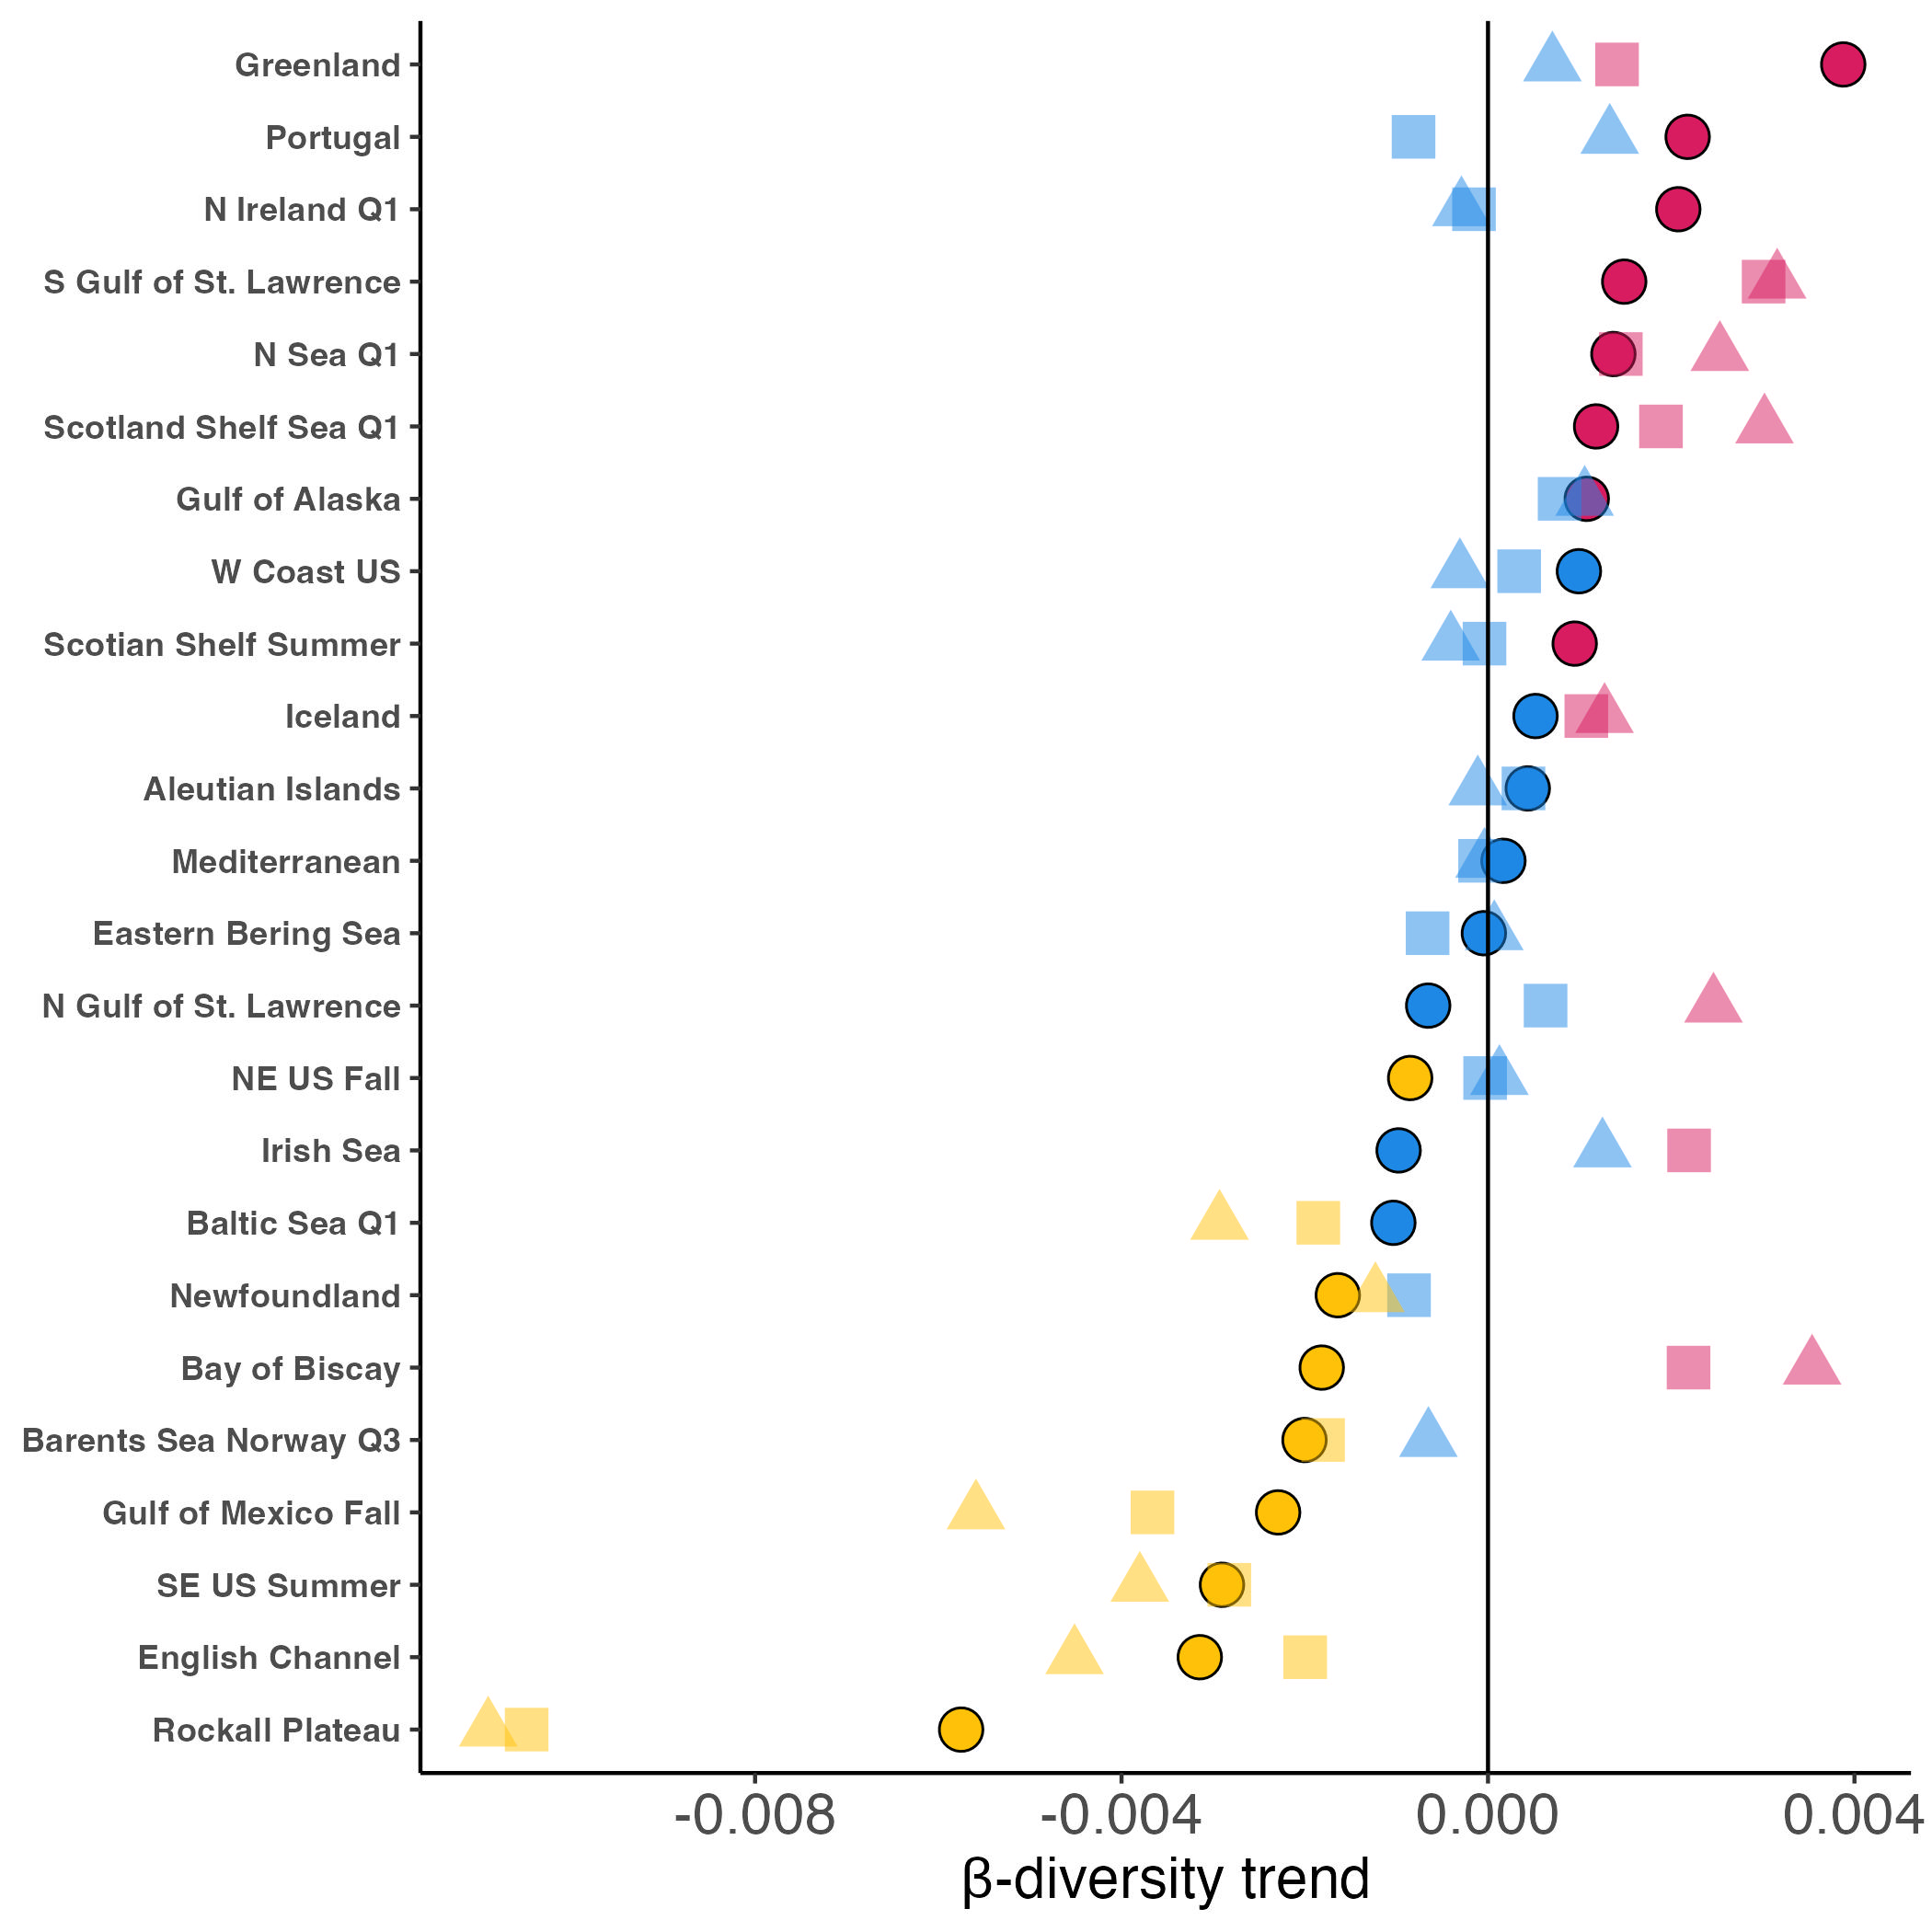 Greenland
Portugal
N Ireland Q1
S Gulf of St. Lawrence
N Sea Q1
Scotland Shelf Sea Q1
Gulf of Alaska
W Coast US
Scotian Shelf Summer
Iceland
Aleutian Islands
Mediterranean
Eastern Bering Sea
N Gulf of St. Lawrence
NE US Fall
Irish Sea
Baltic Sea Q1
Newfoundland
Bay of Biscay
Barents Sea Norway Q3
Gulf of Mexico Fall
SE US Summer
English Channel
Rockall Plateau
-0.008 -0.004 0.000 0.004
β-diversity trend